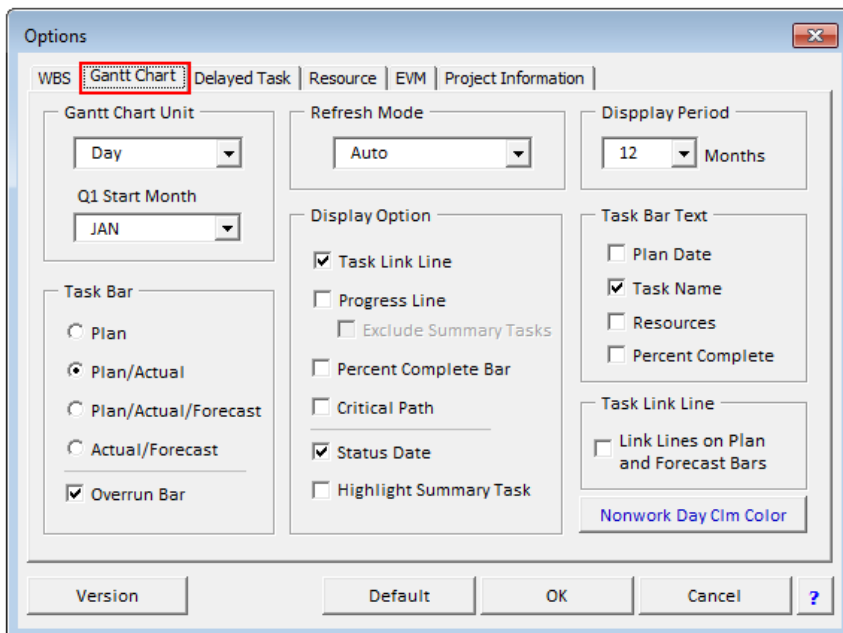 Options
WBS Gantt Chart Delayed Task Resource EVM Project Information
Gantt Chart Unit
Day
Q1 Start Month
JAN
Task Bar
Plan
Plan/Actual
Plan/Actual/Forecast
Actual/Forecast
Overrun Bar
Refresh Mode
Auto
Display Option
Task Link Line
Progress Line
Exclude Summary Tasks
Percent Complete Bar
Critical Path
Status Date
Highlight Summary Task
Dispplay Period
12 Months
Task Bar Text
Plan Date
Task Name
Resources
Percent Complete
Task Link Line
Link Lines on Plan
and Forecast Bars
Nonwork Day Clm Color
Version Default OK Cancel ?